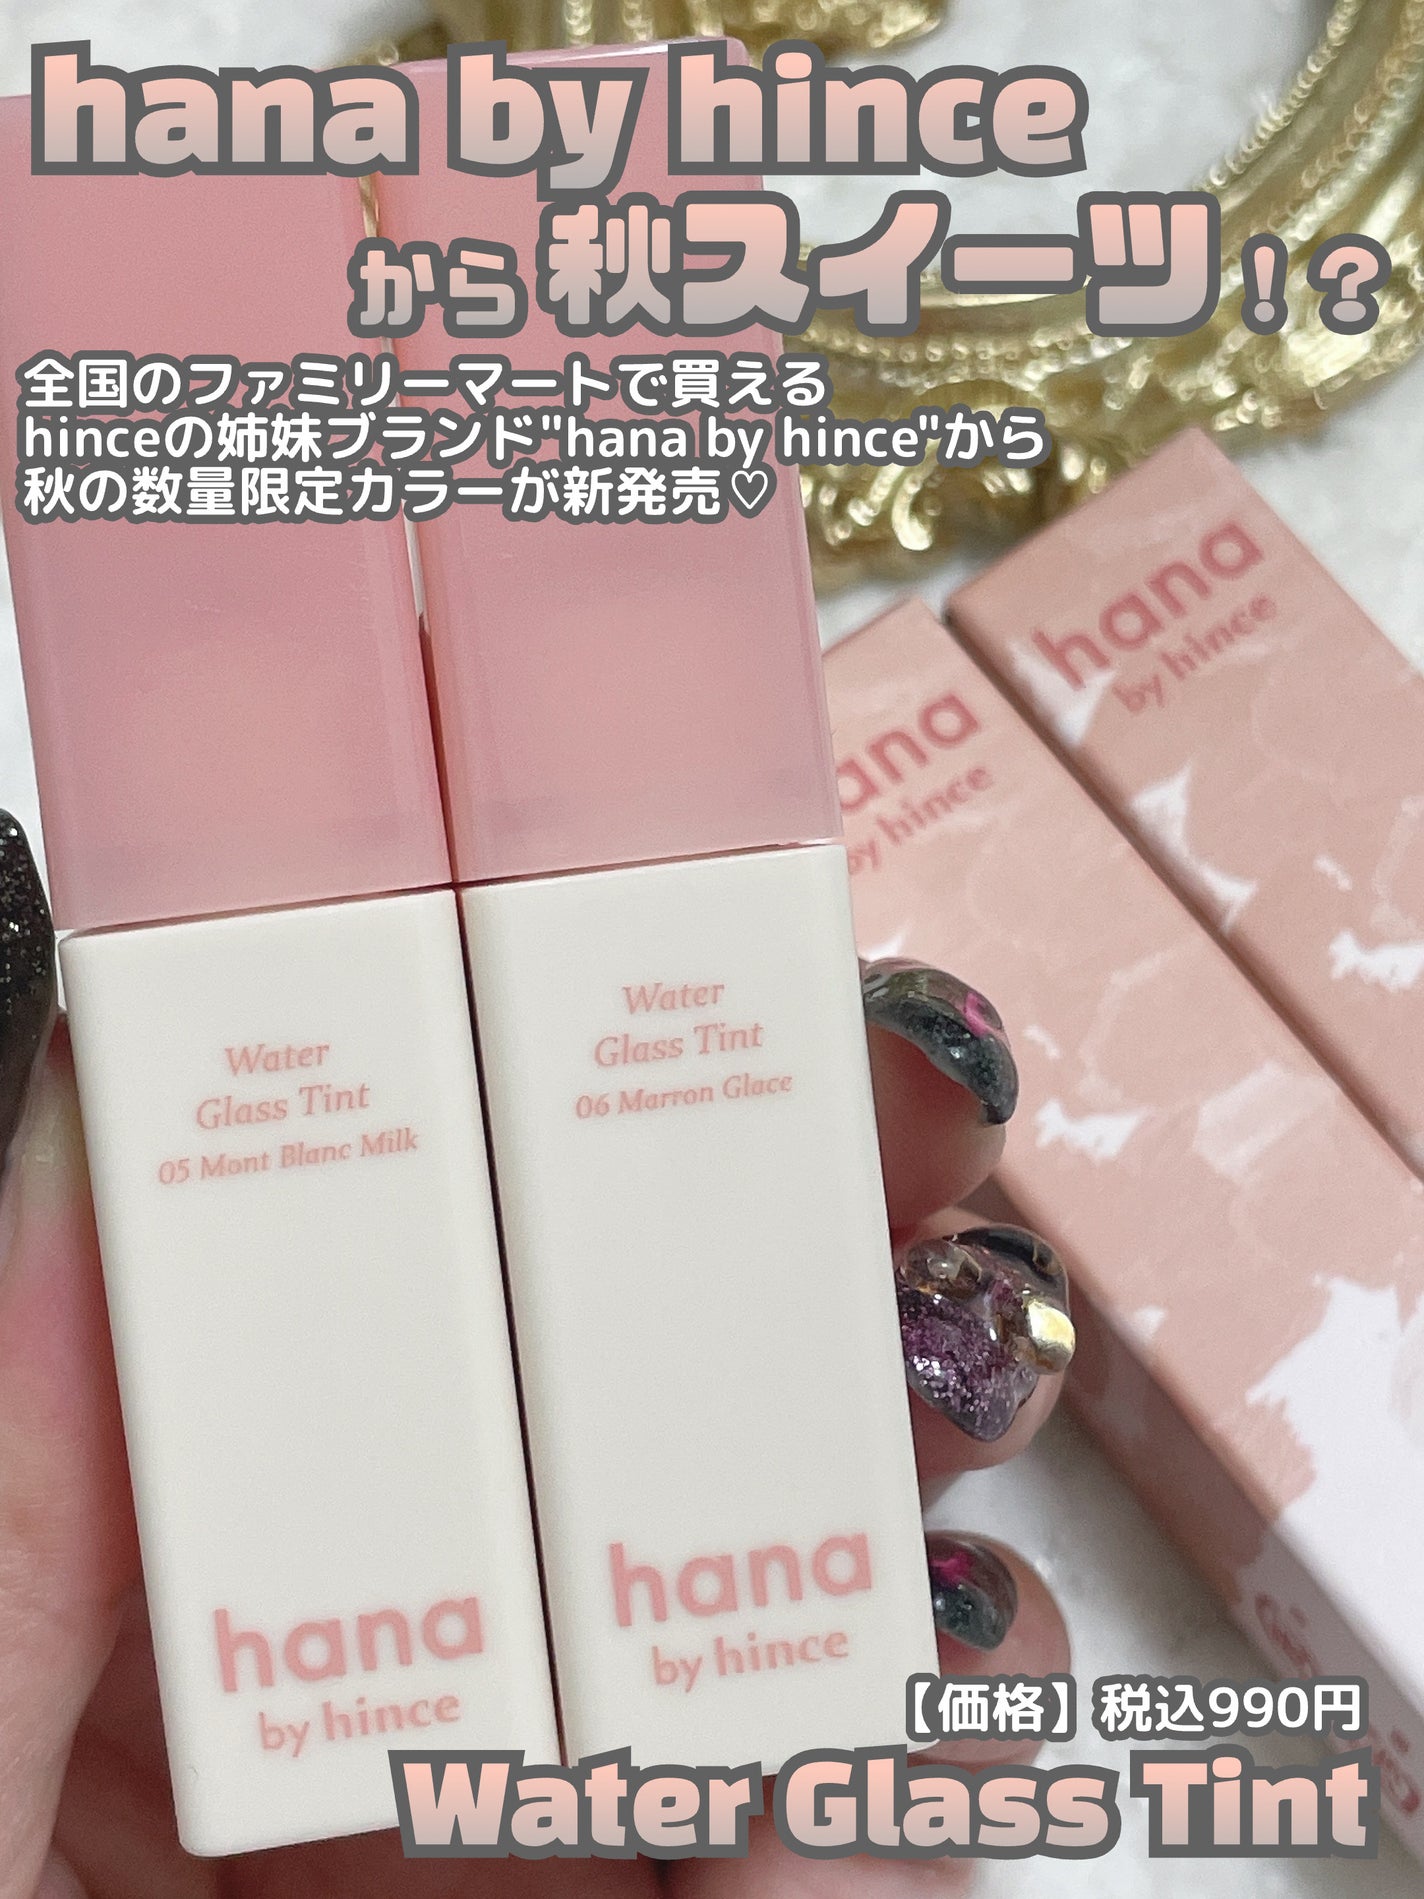 hana by hince
から秋スイーツ！？
全国のファミリーマートで買える
hinceの姉妹ブランド"hana by hince"から
秋の数量限定カラーが新発売♡
hana
by hince
ana
by hince
Water
Glass Tint
05 Mont Blanc Milk
Water
Glass Tint
06 Marron Glace
hana
by hince
hana
by hince
【価格】税込990円
Water Glass Tint